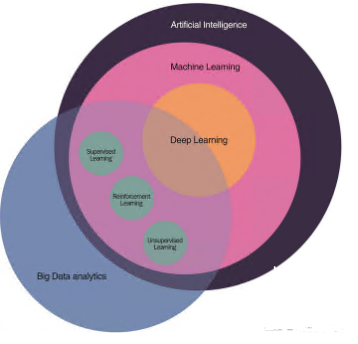 Artificial Intelligence
Machine Learning
Deep Learning
Supervised
Learning
Reinforcement
Learning
Unsupervised
Learning
Big Data analytics